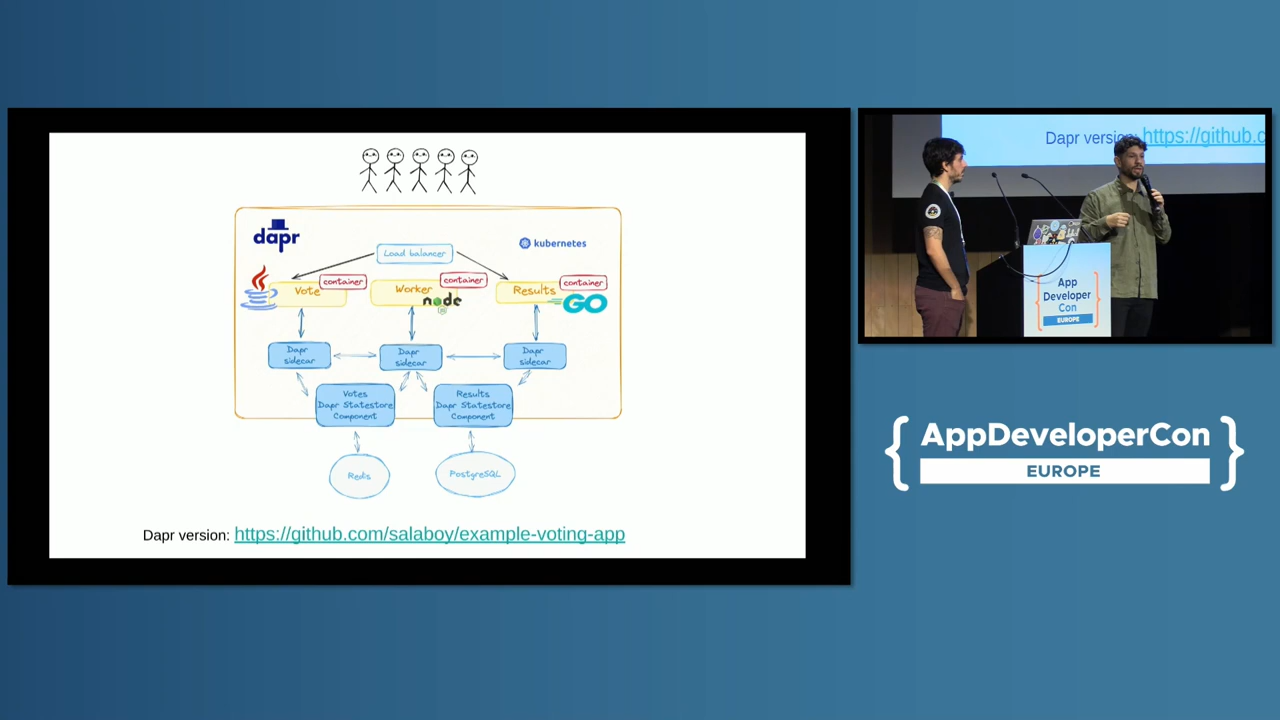 dapr
kubernetes
Load balancer
container
container
container
Vote
Worker
Results
node
JS
GO
Dapr
sidecar
Dapr
sidecar
Dapr
sidecar
Votes
Dapr Statestore
Component
Results
Dapr Statestore
Component
Redis
PostgreSQL
Dapr version: https://github.com/salaboy/example-voting-app
Dapr version: https://github.c
App
Developer
Con
EUROPE
{ AppDeveloperCon }
EUROPE